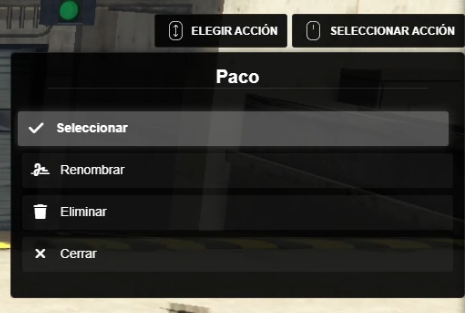 ELEGIR ACCIÓN SELECCIONAR ACCIÓN
Paco
Seleccionar
Renombrar
Eliminar
Cerrar